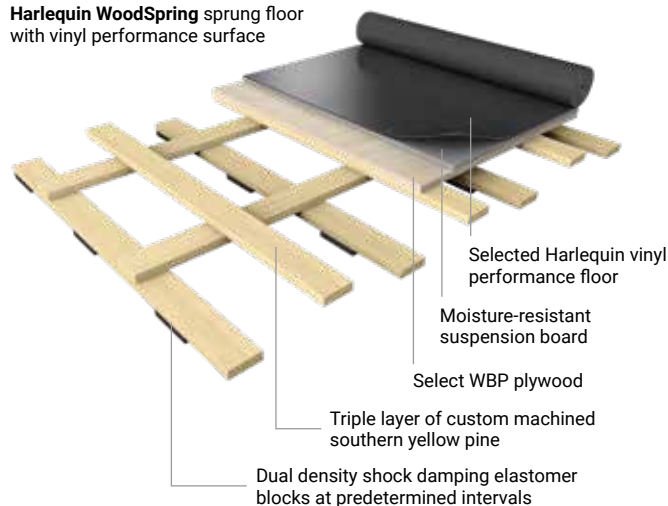 Harlequin WoodSpring sprung floor
with vinyl performance surface
Selected Harlequin vinyl
performance floor
Moisture-resistant
suspension board
Select WBP plywood
Triple layer of custom machined
southern yellow pine
Dual density shock damping elastomer
blocks at predetermined intervals